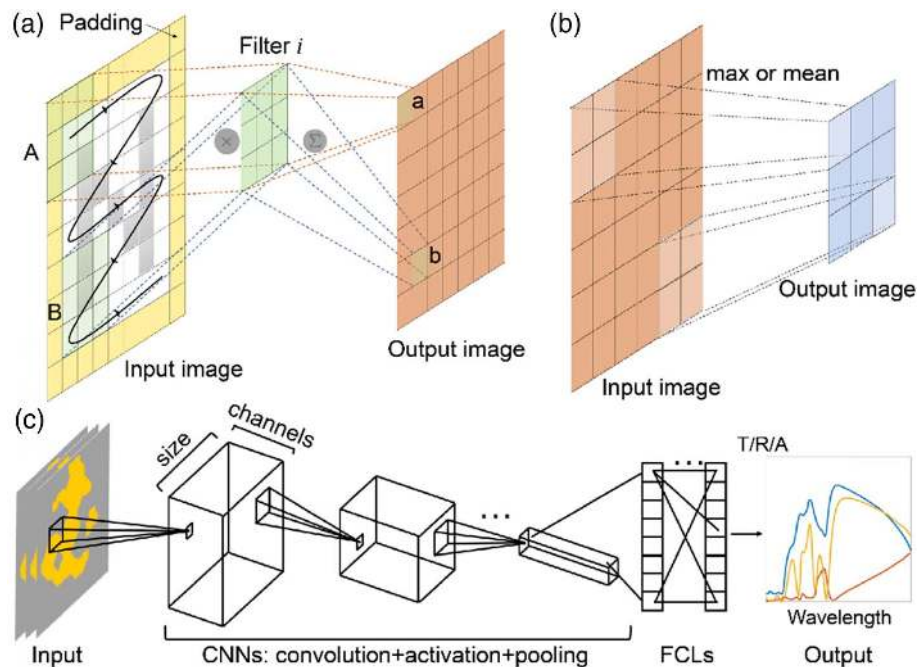 (a)
Padding
Filter i
A
B
a
b
×
Σ
Input image
Output image
(b)
max or mean
Output image
Input image
(c)
size
channels
...
...
T/R/A
Wavelength
Input
CNNs: convolution+activation+pooling
FCLs
Output